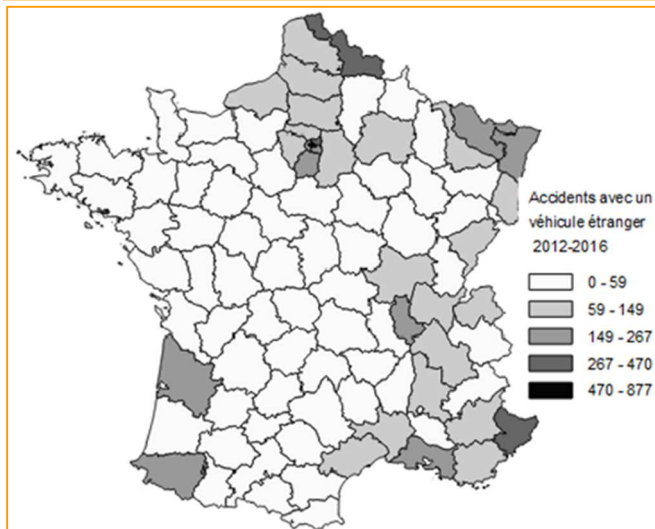 Accidents avec un
véhicule étranger
2012-2016
0 - 59
59 - 149
149 - 267
267 - 470
470 - 877